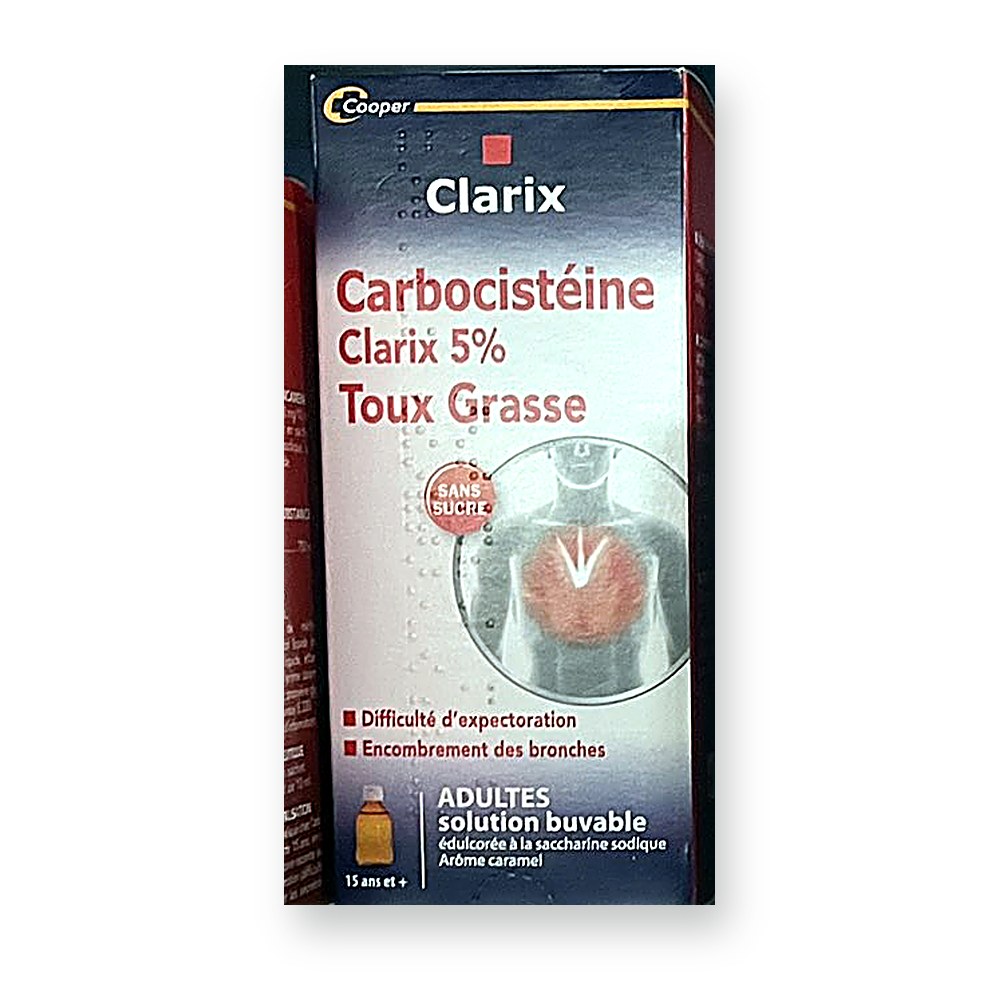 Cooper
Clarix
Carbocistéine
Clarix 5%
Toux Grasse
SANS
SUCRE
Difficulté d'expectoration
Encombrement des bronches
ADULTES
solution buvable
édulcorée à la saccharine sodique
Arôme caramel
15 ans et +